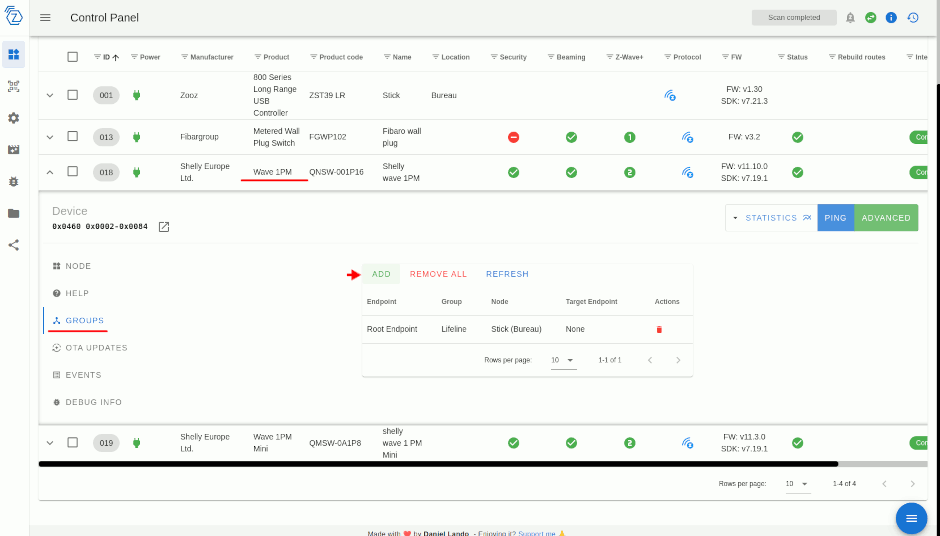 Control Panel
Scan completed
ID
Power
Manufacturer
Product
Product code
Name
Location
Security
Beaming
Z-Wave+
Protocol
FW
Status
Rebuild routes
Inte
001
Zooz
800 Series
Long Range
USB
Controller
ZST39 LR
Stick
Bureau
FW: v1.30
SDK: v7.21.3
013
Fibargroup
Metered Wall
Plug Switch
FGWP102
Fibaro wall
plug
1
FW: v3.2
Con
018
Shelly Europe
Ltd.
Wave 1PM
QNSW-001P16
Shelly
wave 1PM
2
FW: v11.10.0
SDK: v7.19.1
Con
Device
0x0460 0x0002-0x0084
STATISTICS
PING
ADVANCED
NODE
HELP
GROUPS
OTA UPDATES
EVENTS
DEBUG INFO
ADD
REMOVE ALL
REFRESH
Endpoint
Group
Node
Target Endpoint
Actions
Root Endpoint
Lifeline
Stick (Bureau)
None
Rows per page:
10
1-1 of 1
019
Shelly Europe
Ltd.
Wave 1PM
Mini
QMSW-0A1P8
shelly
wave 1 PM
Mini
2
FW: v11.3.0
SDK: v7.19.1
Con
Rows per page:
10
1-4 of 4
Made with ❤️ by Daniel Lando - Enjoying it? Support me 🙏